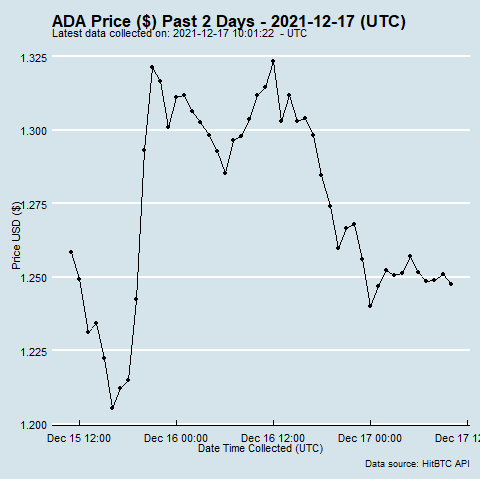 ADA Price ($) Past 2 Days - 2021-12-17 (UTC)
Latest data collected on: 2021-12-17 10:01:22  - UTC
1.325
1.300
1.275
1.250
1.225
1.200
Price USD ($)
Dec 15 12:00
Dec 16 00:00
Dec 16 12:00
Dec 17 00:00
Dec 17 12
Date Time Collected (UTC)
Data source: HitBTC API